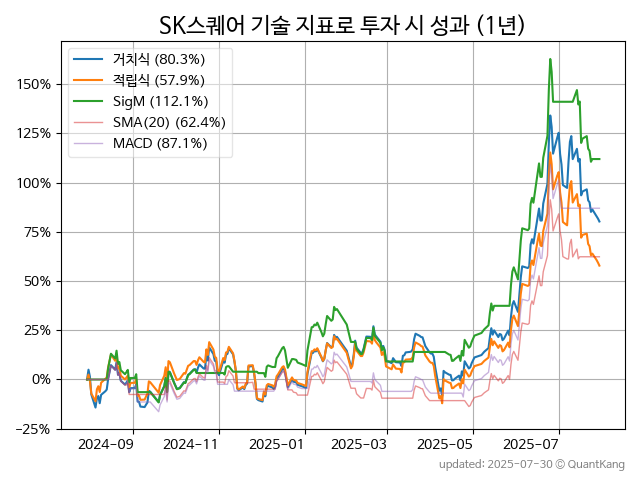 SK스퀘어 기술 지표로 투자 시 성과 (1년)
거치식 (80.3%)
적립식 (57.9%)
SigM (112.1%)
SMA(20) (62.4%)
MACD (87.1%)
150%
125%
100%
75%
50%
25%
0%
−25%
2024-09 2024-11 2025-01 2025-03 2025-05 2025-07
updated: 2025-07-30 © QuantKang